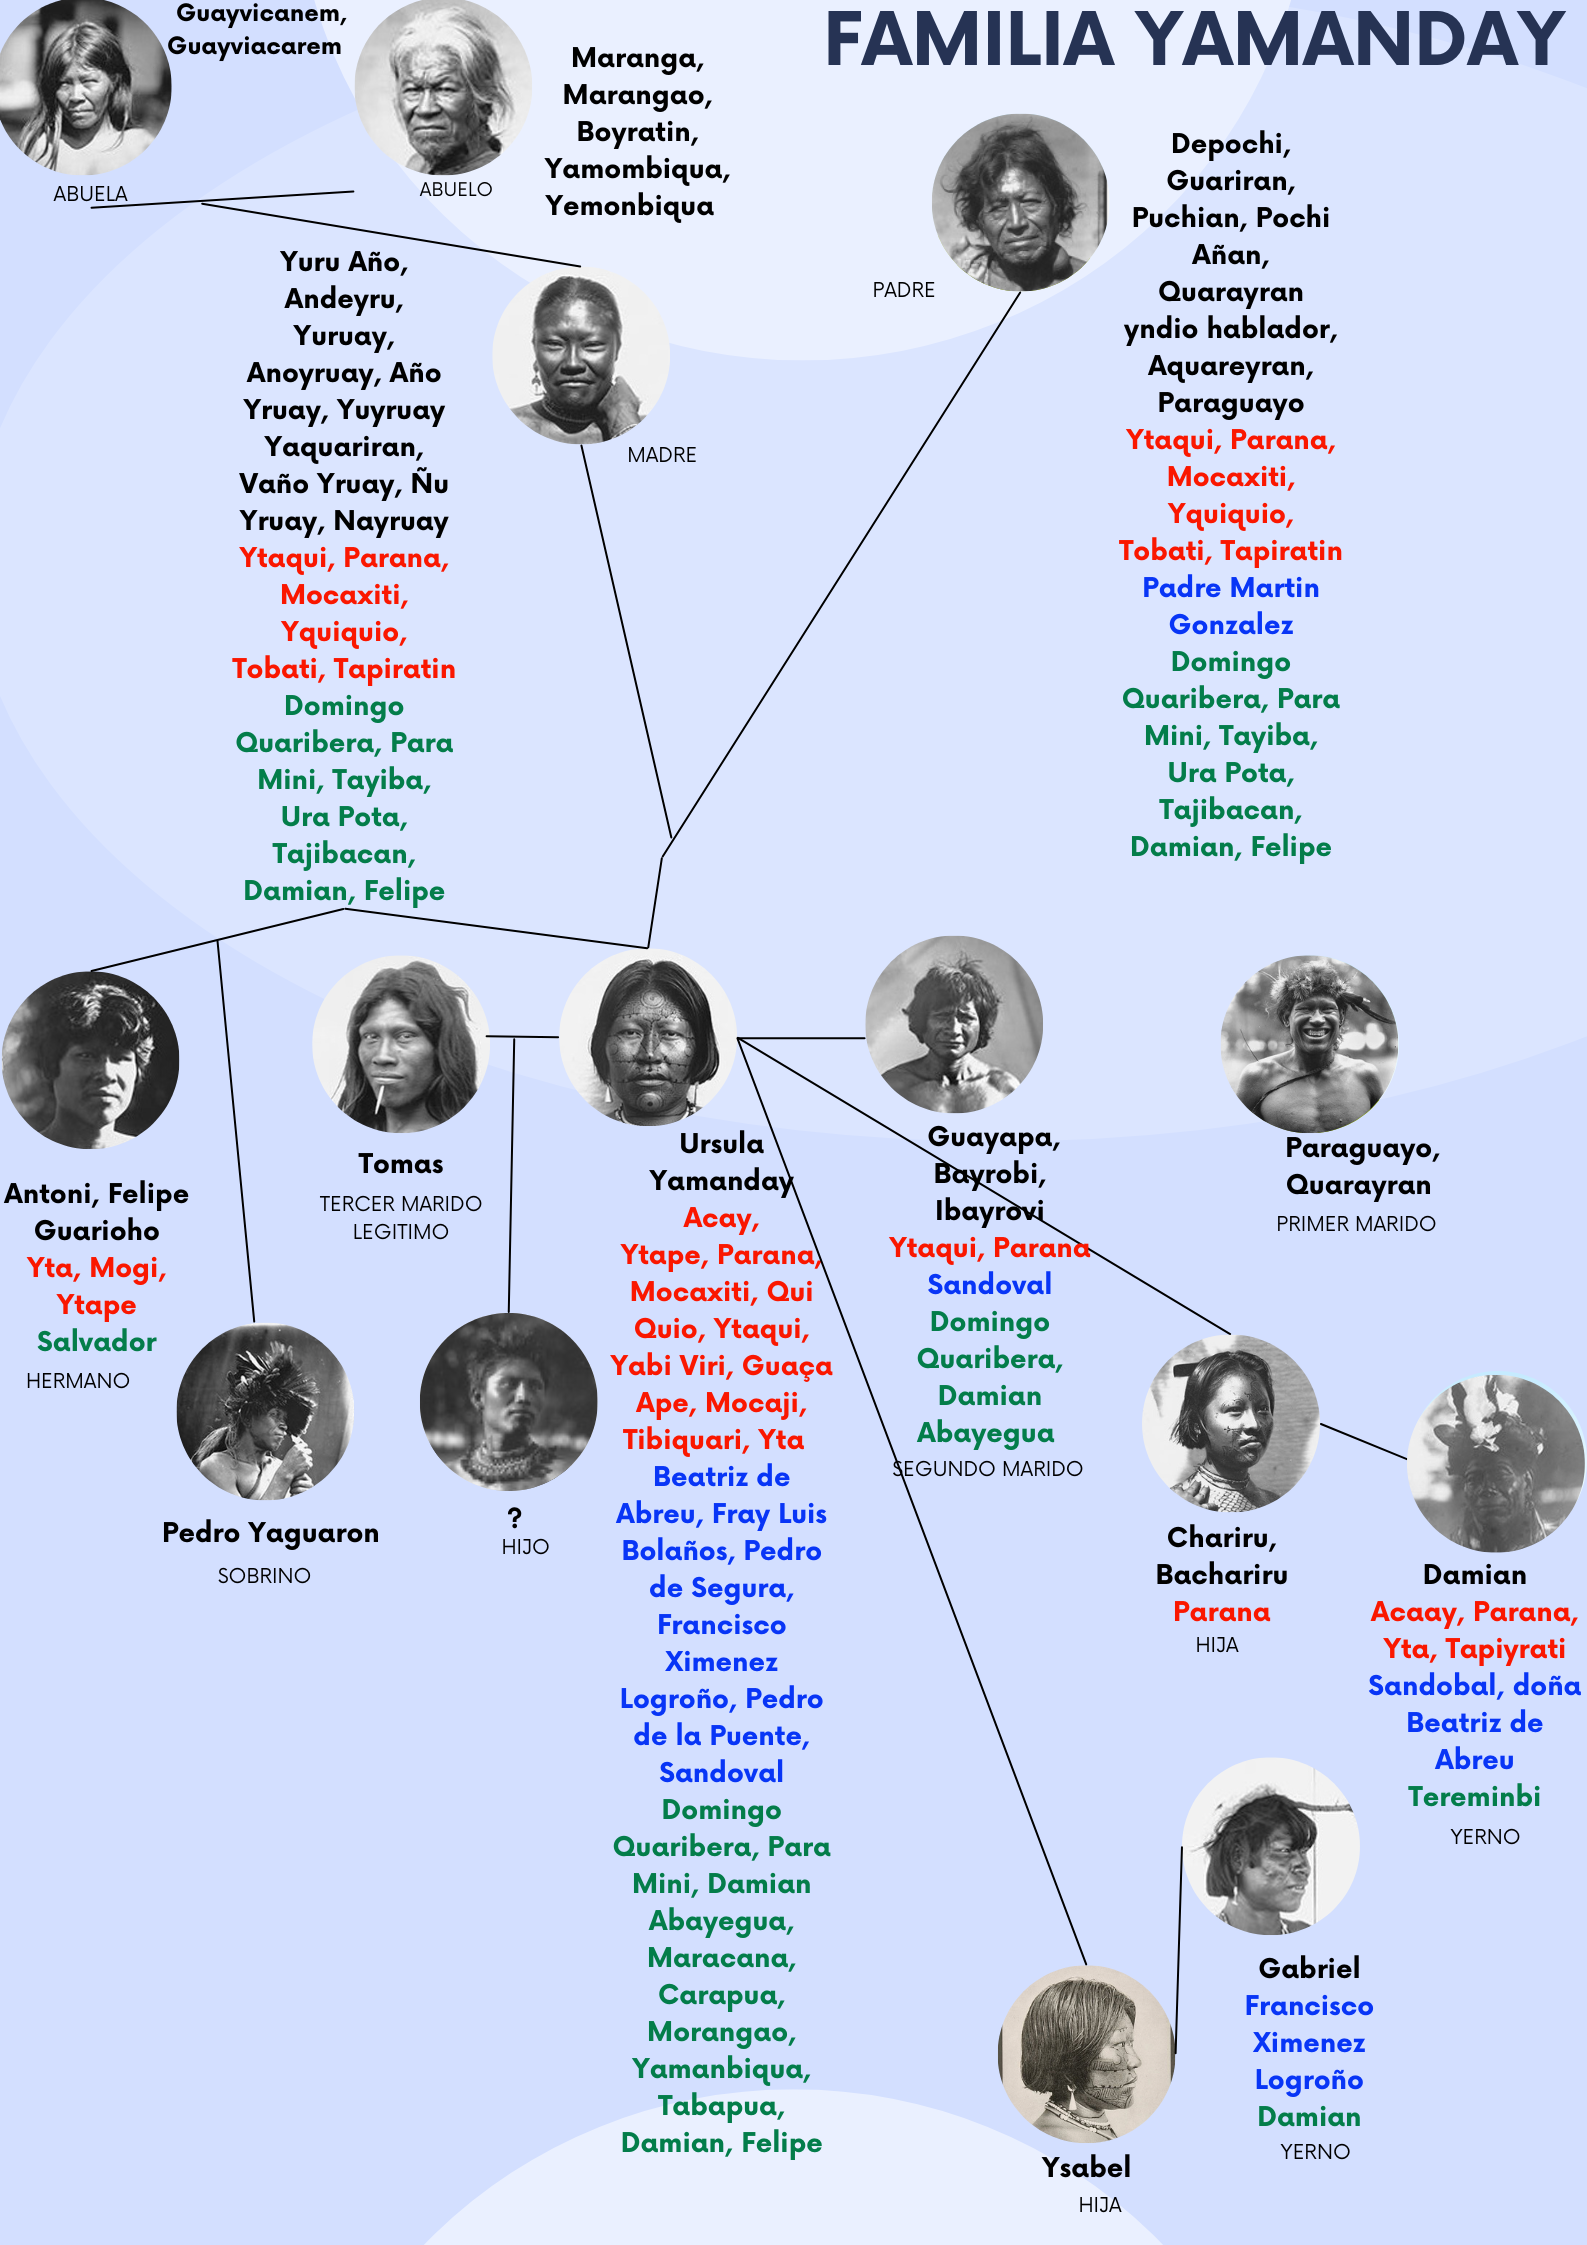 FAMILIA YAMANDAY
Guayvicanem,
Guayviacarem
ABUELA
ABUELO
Maranga,
Marangao,
Boyratin,
Yamombiqua,
Yemonbiqua
PADRE
Depochi,
Guariran,
Puchian, Pochi
Añan,
Quarayran
yndio hablador,
Aquareyran,
Paraguayo
Ytaqui, Parana,
Mocaxiti,
Yquiquio,
Tobati, Tapiratin
Padre Martin
Gonzalez
Domingo
Quaribera, Para
Mini, Tayiba,
Ura Pota,
Tajibacan,
Damian, Felipe
Yuru Año,
Andeyru,
Yuruay,
Anoyruay, Año
Yruay, Yuyruay
Yaquariran,
Vaño Yruay, Ñu
Yruay, Nayruay
Ytaqui, Parana,
Mocaxiti,
Yquiquio,
Tobati, Tapiratin
Domingo
Quaribera, Para
Mini, Tayiba,
Ura Pota,
Tajibacan,
Damian, Felipe
MADRE
Antoni, Felipe
Guarioho
Yta, Mogi,
Ytape
Salvador
HERMANO
Pedro Yaguaron
SOBRINO
Tomas
TERCER MARIDO
LEGITIMO
?
HIJO
Ursula
Yamanday
Acay,
Ytape, Parana,
Mocaxiti, Qui
Quio, Ytaqui,
Yabi Viri, Guaça
Ape, Mocaji,
Tibiquari, Yta
Beatriz de
Abreu, Fray Luis
Bolaños, Pedro
de Segura,
Francisco
Ximenez
Logroño, Pedro
de la Puente,
Sandoval
Domingo
Quaribera, Para
Mini, Damian
Abayegua,
Maracana,
Carapua,
Morangao,
Yamanbiqua,
Tabapua,
Damian, Felipe
Guayapa,
Bayrobi,
Ibayrovi
Ytaqui, Parana
Sandoval
Domingo
Quaribera,
Damian
Abayegua
SEGUNDO MARIDO
Paraguayo,
Quarayran
PRIMER MARIDO
Chariru,
Bachariru
Parana
HIJA
Damian
Acaay, Parana,
Yta, Tapiyrati
Sandobal, doña
Beatriz de
Abreu
Tereminbi
YERNO
Gabriel
Francisco
Ximenez
Logroño
Damian
YERNO
Ysabel
HIJA